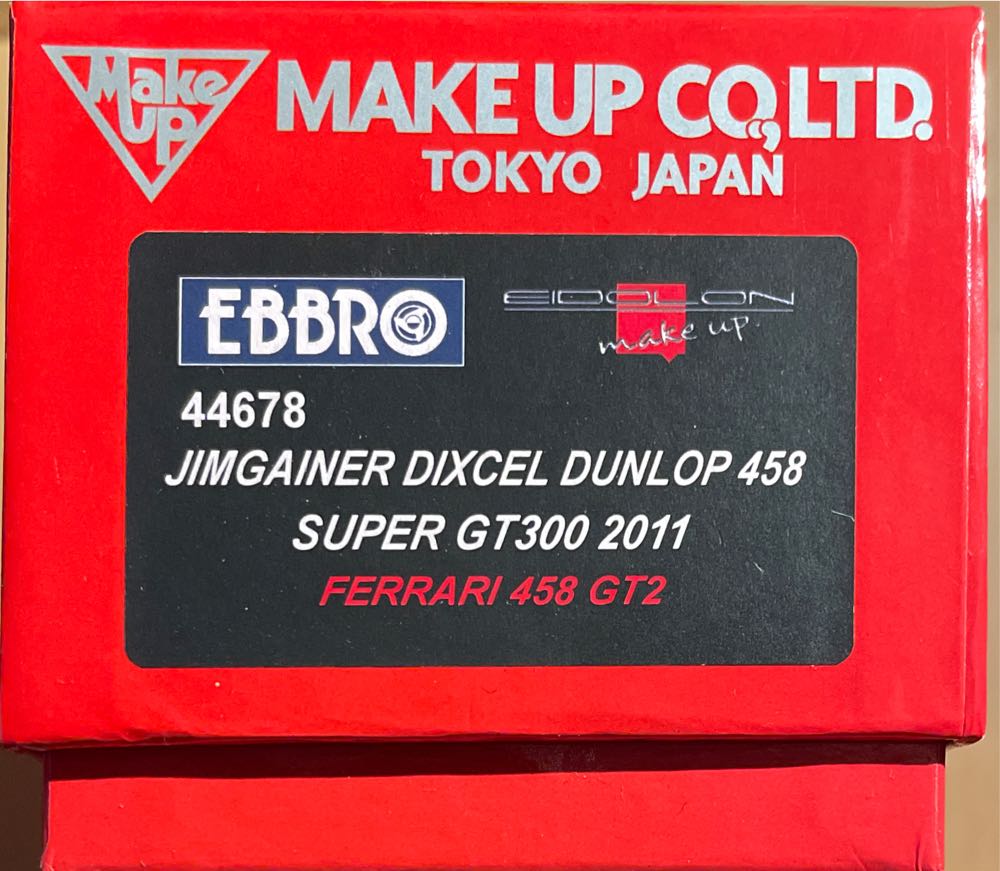 Make UP
MAKE UP CO., LTD.
TOKYO JAPAN
EBBRO
EIDOLON
make up.
44678
JIMGAINER DIXCEL DUNLOP 458
SUPER GT300 2011
FERRARI 458 GT2